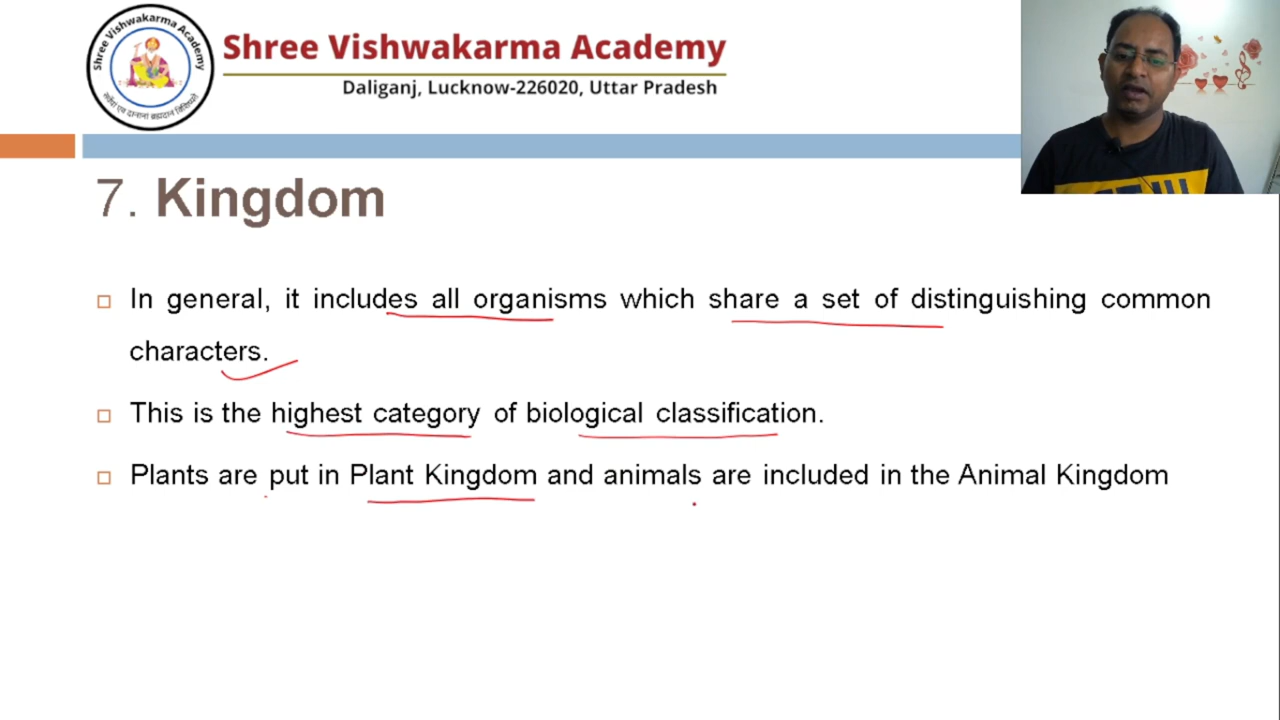 Shree Vishwakarma Academy
Shree Vishwakarma Academy
Daliganj, Lucknow-226020, Uttar Pradesh
7. Kingdom
In general, it includes all organisms which share a set of distinguishing common
characters.
This is the highest category of biological classification.
Plants are put in Plant Kingdom and animals are included in the Animal Kingdom